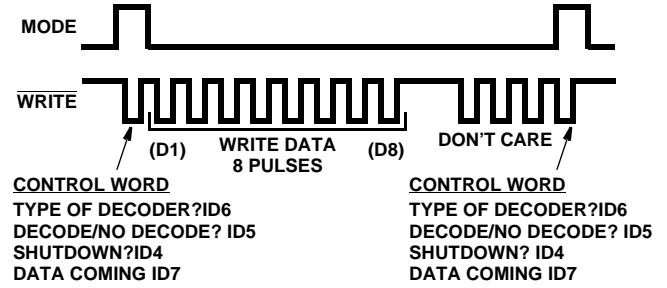 MODE
WRITE
(D1) WRITE DATA (D8)
8 PULSES
DON'T CARE
CONTROL WORD
TYPE OF DECODER?ID6
DECODE/NO DECODE? ID5
SHUTDOWN?ID4
DATA COMING ID7
CONTROL WORD
TYPE OF DECODER?ID6
DECODE/NO DECODE? ID5
SHUTDOWN? ID4
DATA COMING ID7